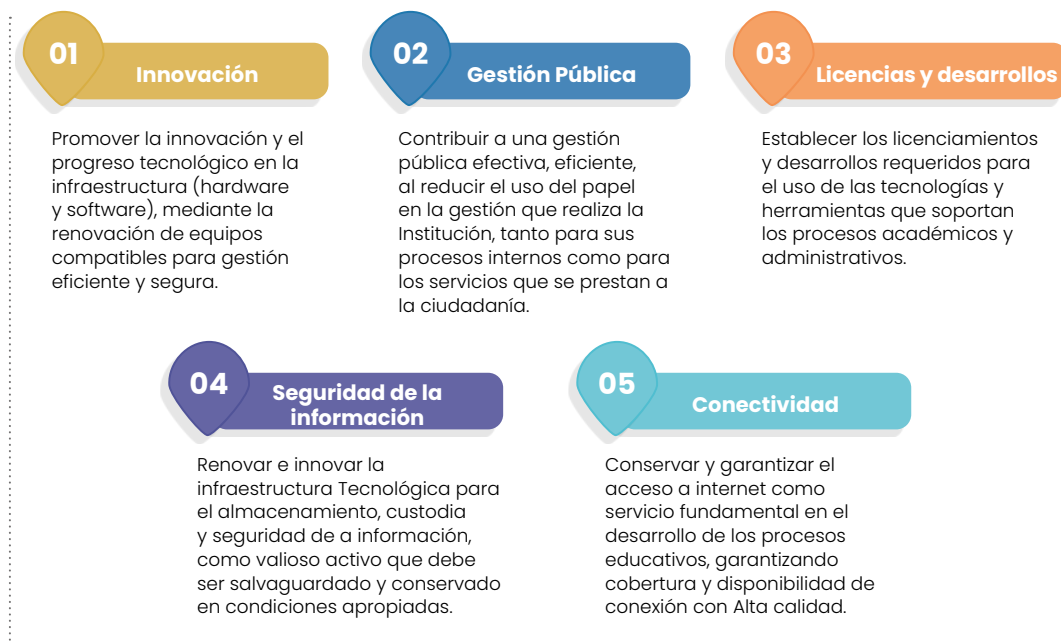 01
Innovación
Promover la innovación y el
progreso tecnológico en la
infraestructura (hardware
y software), mediante la
renovación de equipos
compatibles para gestión
eficiente y segura.
02
Gestión Pública
Contribuir a una gestión
pública efectiva, eficiente,
al reducir el uso del papel
en la gestión que realiza la
Institución, tanto para sus
procesos internos como para
los servicios que se prestan a
la ciudadanía.
03
Licencias y desarrollos
Establecer los licenciamientos
y desarrollos requeridos para
el uso de las tecnologías y
herramientas que soportan
los procesos académicos y
administrativos.
04
Seguridad de la
información
Renovar e innovar la
infraestructura Tecnológica para
el almacenamiento, custodia
y seguridad de a información,
como valioso activo que debe
ser salvaguardado y conservado
en condiciones apropiadas.
05
Conectividad
Conservar y garantizar el
acceso a internet como
servicio fundamental en el
desarrollo de los procesos
educativos, garantizando
cobertura y disponibilidad de
conexión con Alta calidad.